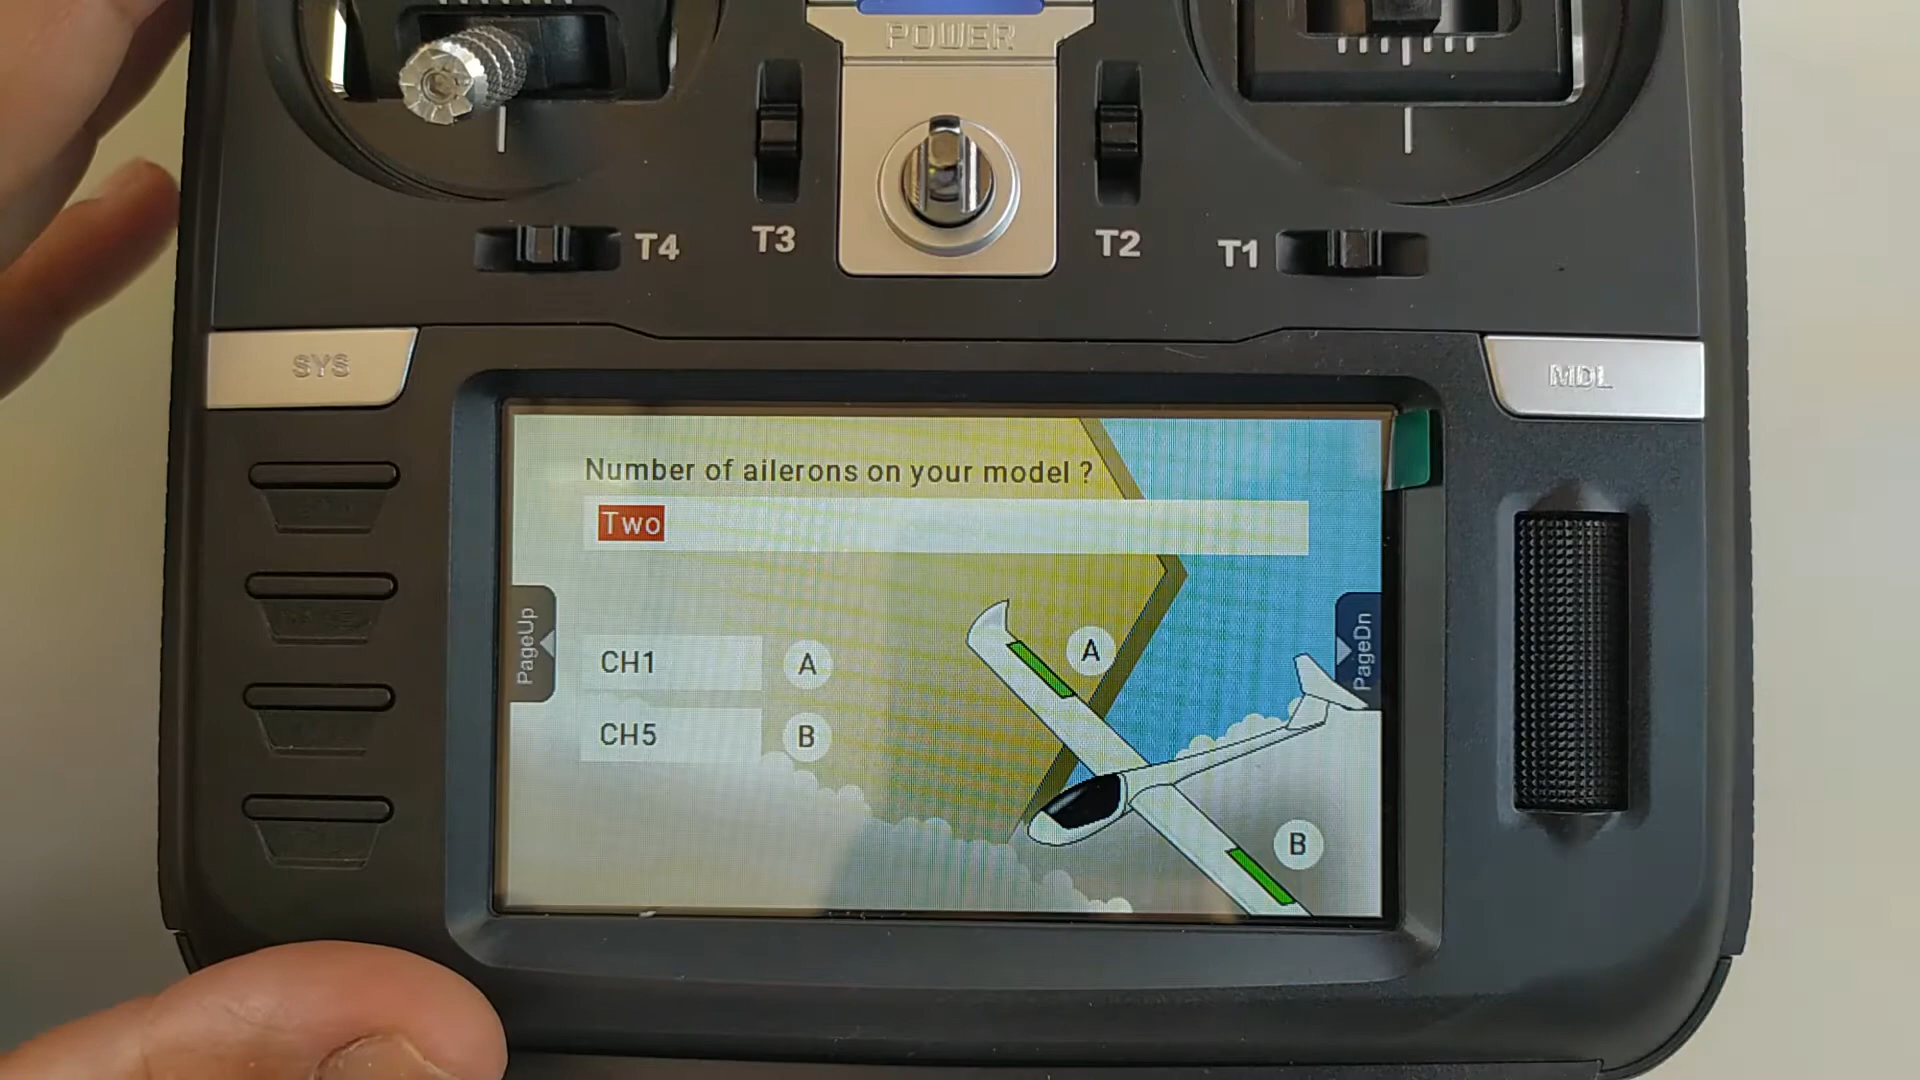 POWER
T4
T3
T2
T1
SYS
MDL
Number of ailerons on your model ?
Two
PageUp
PageDn
CH1
A
A
CH5
B
B